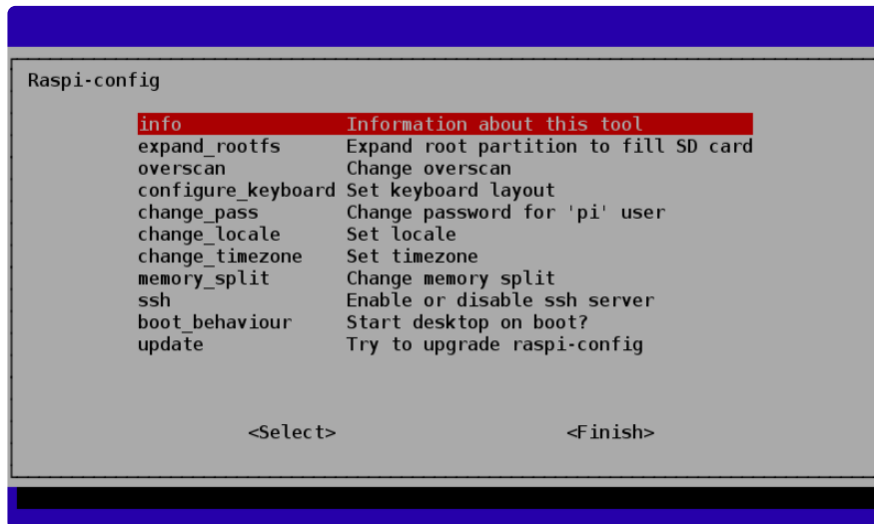 Raspi-config
info Information about this tool
expand_rootfs Expand root partition to fill SD card
overscan Change overscan
configure_keyboard Set keyboard layout
change_pass Change password for 'pi' user
change_locale Set locale
change_timezone Set timezone
memory_split Change memory split
ssh Enable or disable ssh server
boot_behaviour Start desktop on boot?
update Try to upgrade raspi-config
<Select> <Finish>